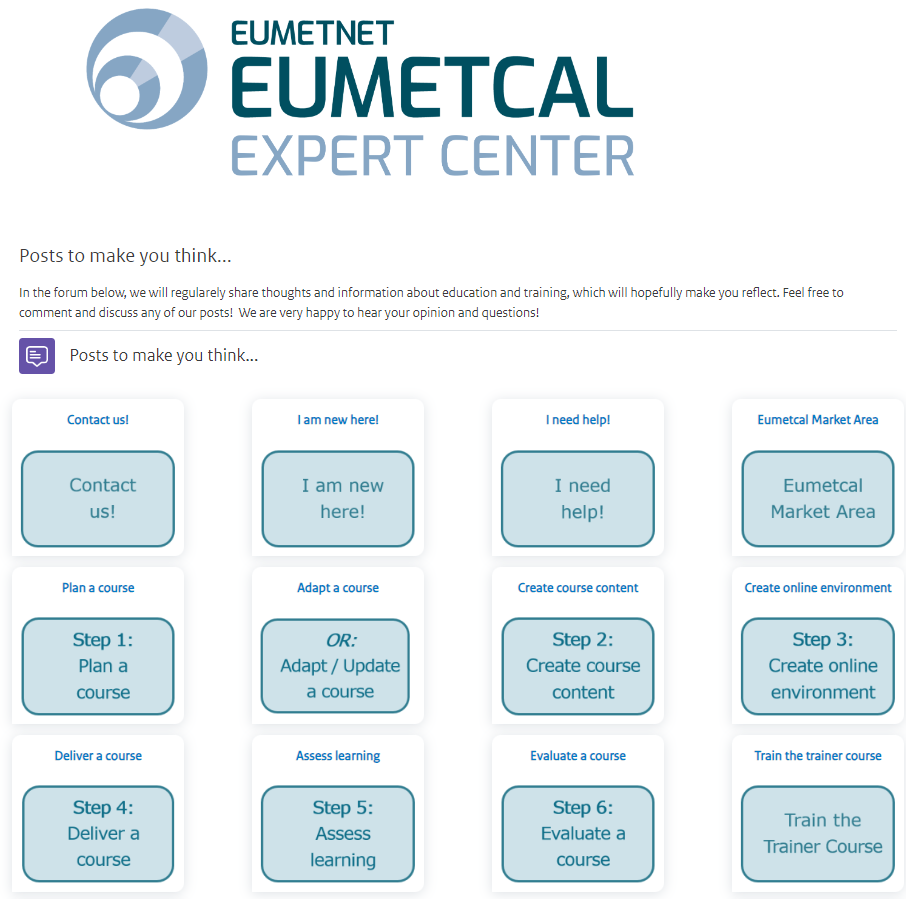 EUMETNET
EUMETCAL
EXPERT CENTER
Posts to make you think...
In the forum below, we will regularely share thoughts and information about education and training, which will hopefully make you reflect. Feel free to
comment and discuss any of our posts!  We are very happy to hear your opinion and questions!
Posts to make you think...
Contact us!
Contact
us!
I am new here!
I am new
here!
I need help!
I need
help!
Eumetcal Market Area
Eumetcal
Market Area
Plan a course
Step 1:
Plan a
course
Adapt a course
OR:
Adapt / Update
a course
Create course content
Step 2:
Create course
content
Create online environment
Step 3:
Create online
environment
Deliver a course
Step 4:
Deliver a
course
Assess learning
Step 5:
Assess
learning
Evaluate a course
Step 6:
Evaluate a
course
Train the trainer course
Train the
Trainer Course